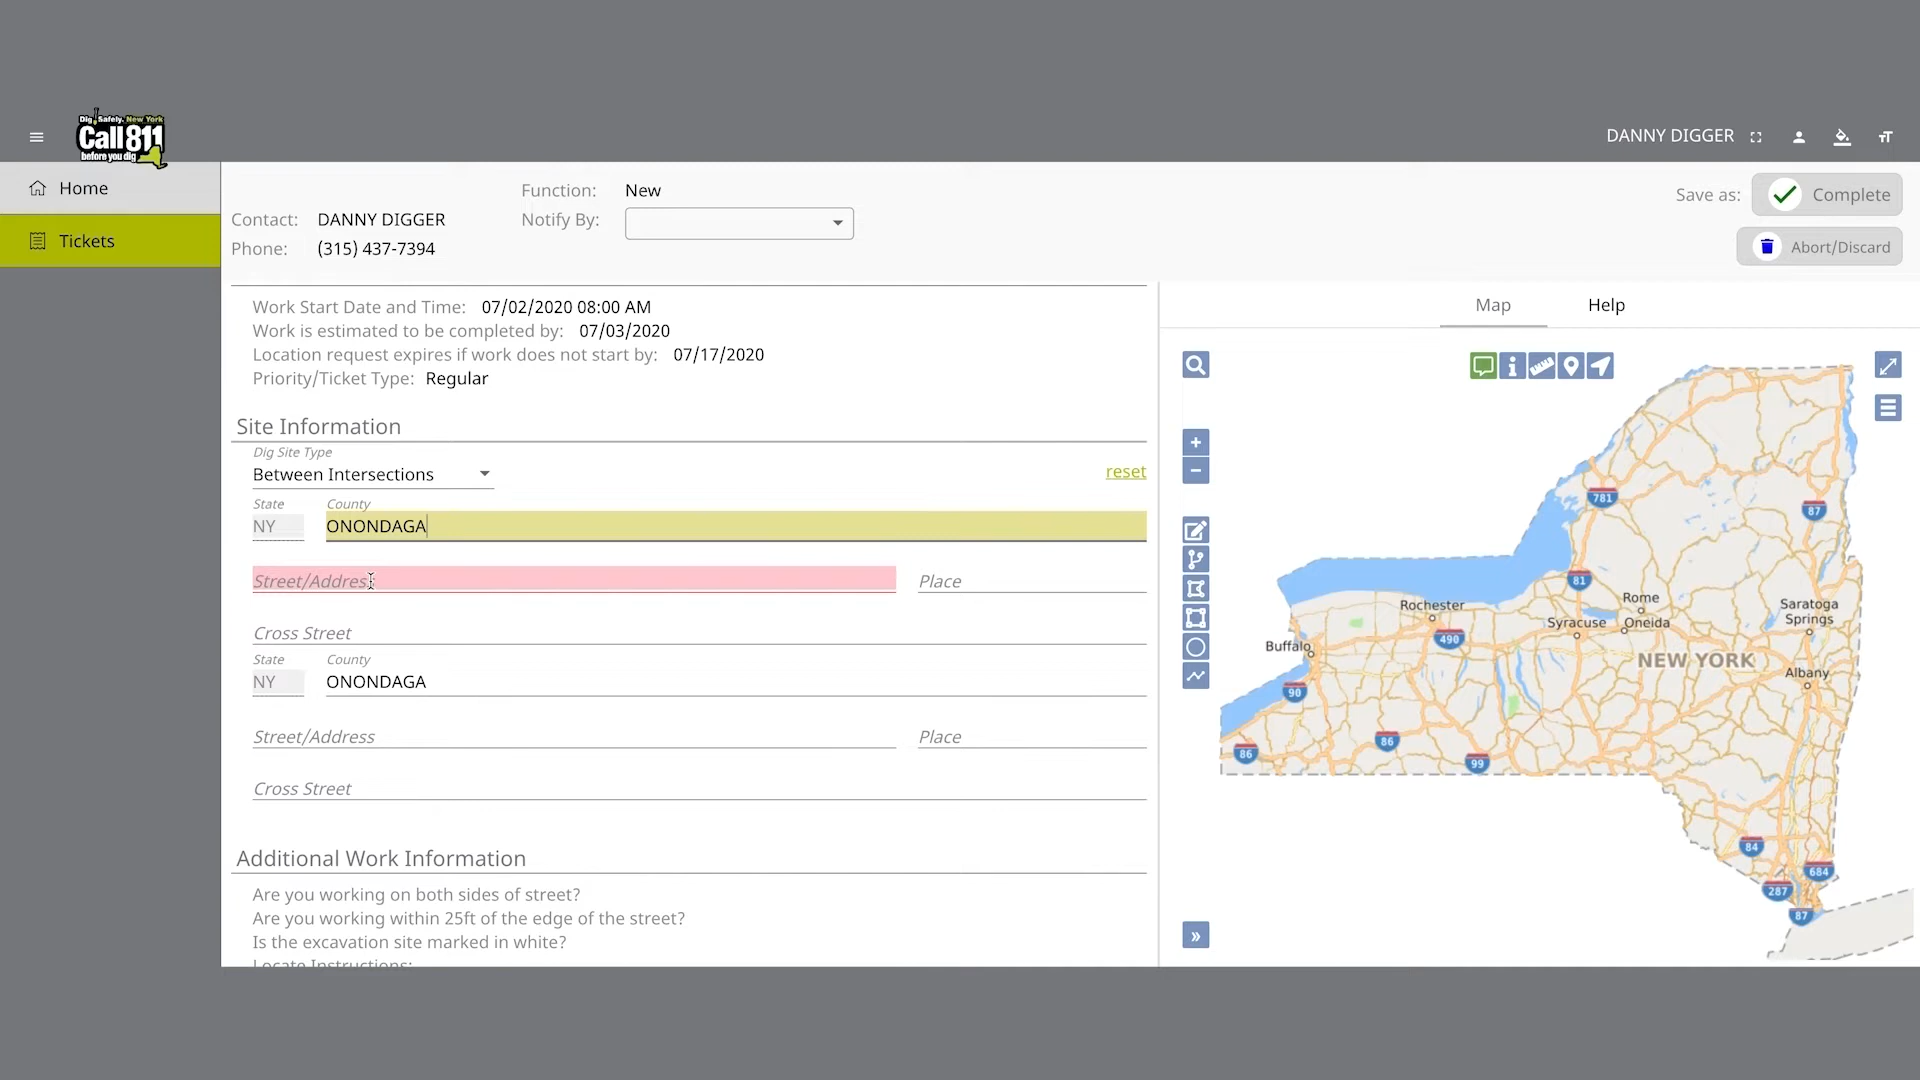 Dig Safely. New York
Call 811
before you dig
DANNY DIGGER
Home
Tickets
Function: New
Contact: DANNY DIGGER
Notify By:
Phone: (315) 437-7394
Save as: Complete
Abort/Discard
Work Start Date and Time: 07/02/2020 08:00 AM
Work is estimated to be completed by: 07/03/2020
Location request expires if work does not start by: 07/17/2020
Priority/Ticket Type: Regular
Site Information
Dig Site Type
Between Intersections
reset
State County
NY ONONDAGA
Street/Address Place
Cross Street
State County
NY ONONDAGA
Street/Address Place
Cross Street
Additional Work Information
Are you working on both sides of street?
Are you working within 25ft of the edge of the street?
Is the excavation site marked in white?
Locate Instructions:
Map Help
781
87
81
Rochester
Rome
Saratoga
Springs
Syracuse
Oneida
490
Buffalo
NEW YORK
Albany
90
86
86
99
84
684
287
87